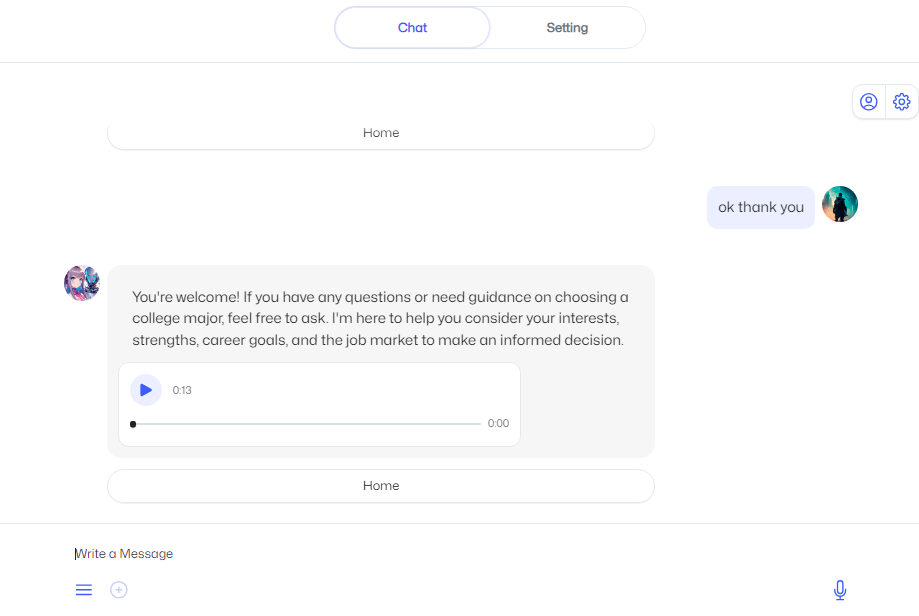 Chat
Setting
Home
ok thank you
You're welcome! If you have any questions or need guidance on choosing a
college major, feel free to ask. I'm here to help you consider your interests,
strengths, career goals, and the job market to make an informed decision.
0:13
0:00
Home
Write a Message